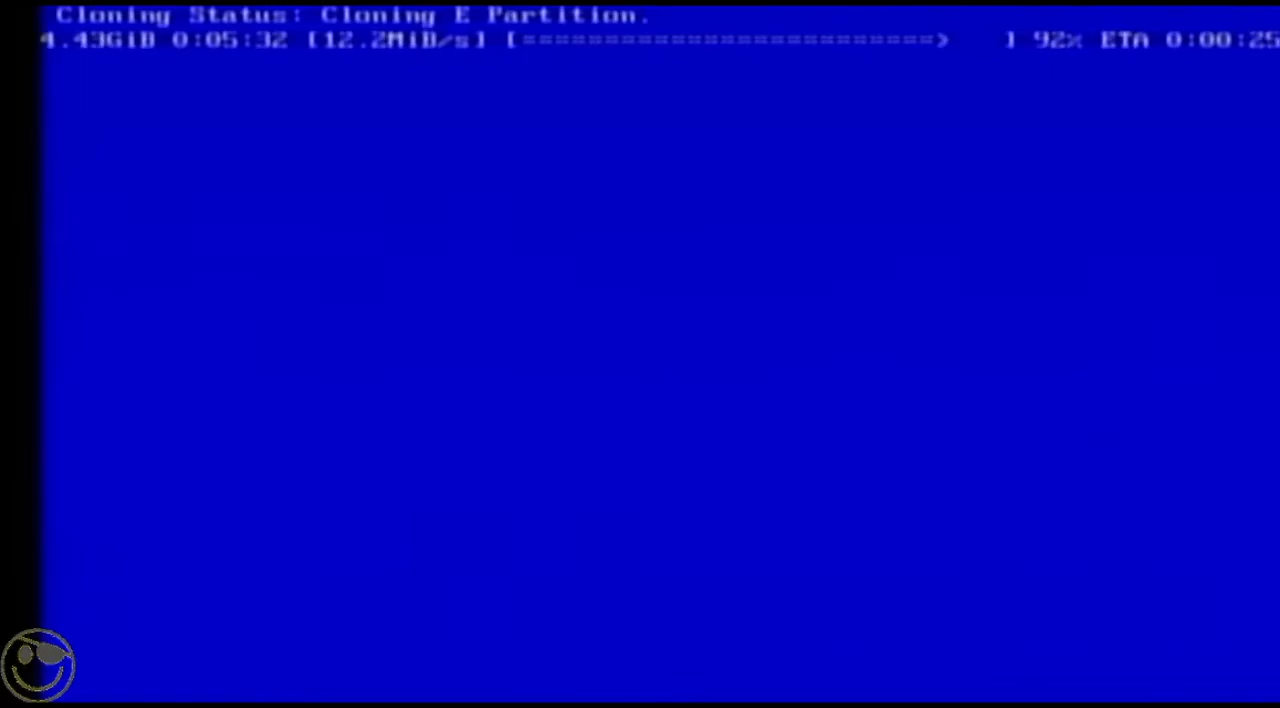 Cloning Status: Cloning E Partition.
4.43GiB 0:05:32 [12.2MiB/s] [=========================>    ] 92% ETA 0:00:25